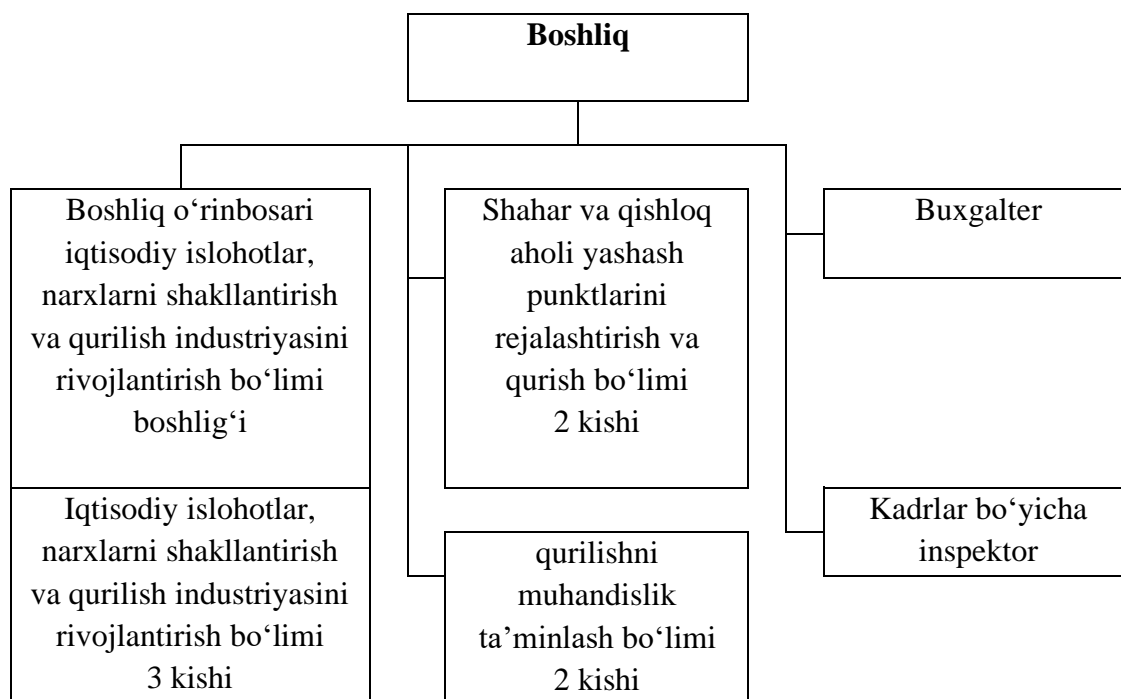 Boshliq
Boshliq o‘rinbosari
iqtisodiy islohotlar,
narxlarni shakllantirish
va qurilish industriyasini
rivojlantirish bo‘limi
boshlig‘i
Iqtisodiy islohotlar,
narxlarni shakllantirish
va qurilish industriyasini
rivojlantirish bo‘limi
3 kishi
Shahar va qishloq
aholi yashash
punktlarini
rejalashtirish va
qurish bo‘limi
2 kishi
qurilishni
muhandislik
ta’minlash bo‘limi
2 kishi
Buxgalter
Kadrlar bo‘yicha
inspektor